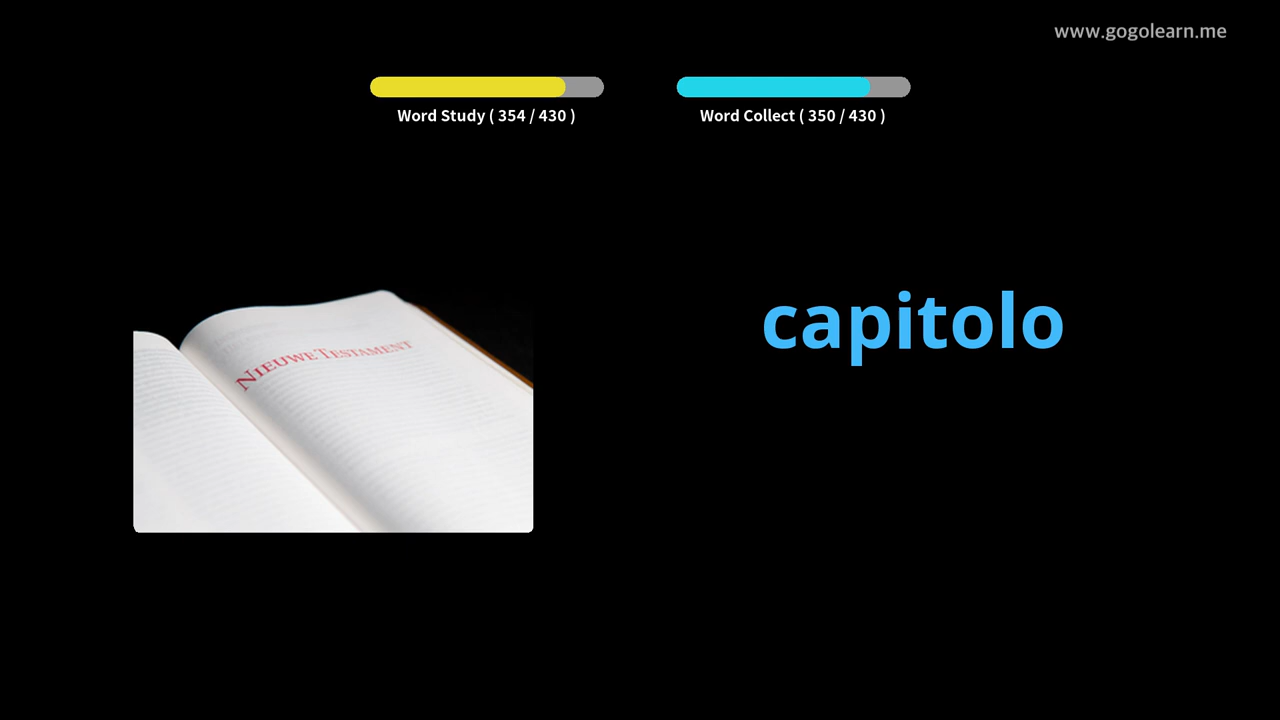 www.gogolearn.me
Word Study ( 354 / 430 )
Word Collect ( 350 / 430 )
capitolo
NIEUWE TESTAMENT